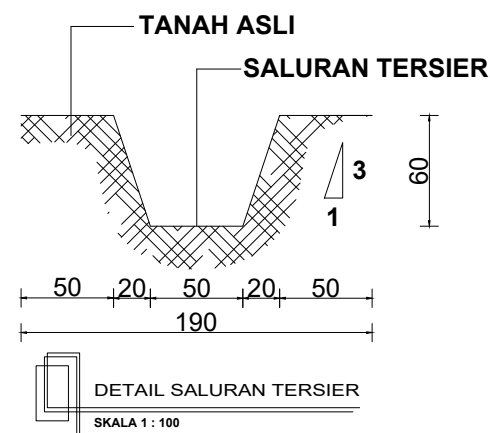 TANAH ASLI
SALURAN TERSIER
3
1
60
50 20 50 20 50
190
DETAIL SALURAN TERSIER
SKALA 1 : 100